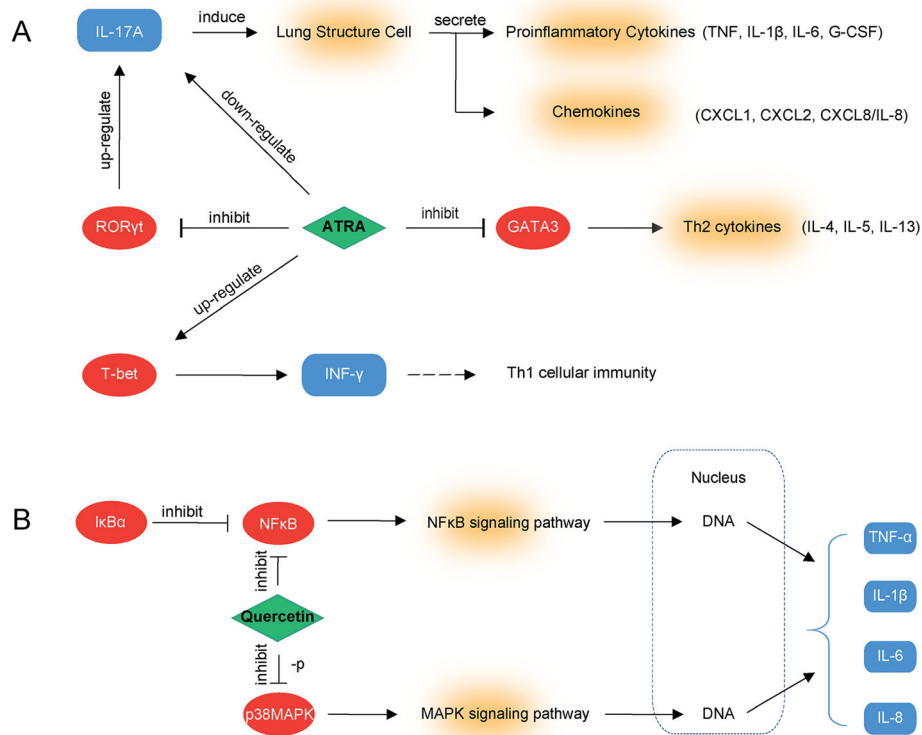 A
IL-17A
induce
Lung Structure Cell
secrete
Proinflammatory Cytokines (TNF, IL-1β, IL-6, G-CSF)
Chemokines
(CXCL1, CXCL2, CXCL8/IL-8)
up-regulate
down-regulate
RORγt
inhibit
ATRA
inhibit
GATA3
Th2 cytokines
(IL-4, IL-5, IL-13)
up-regulate
T-bet
INF-γ
Th1 cellular immunity
B
Nucleus
IκBα
inhibit
NFκB
NFκB signaling pathway
DNA
TNF-α
inhibit
IL-1β
Quercetin
inhibit
-p
IL-6
p38MAPK
MAPK signaling pathway
DNA
IL-8